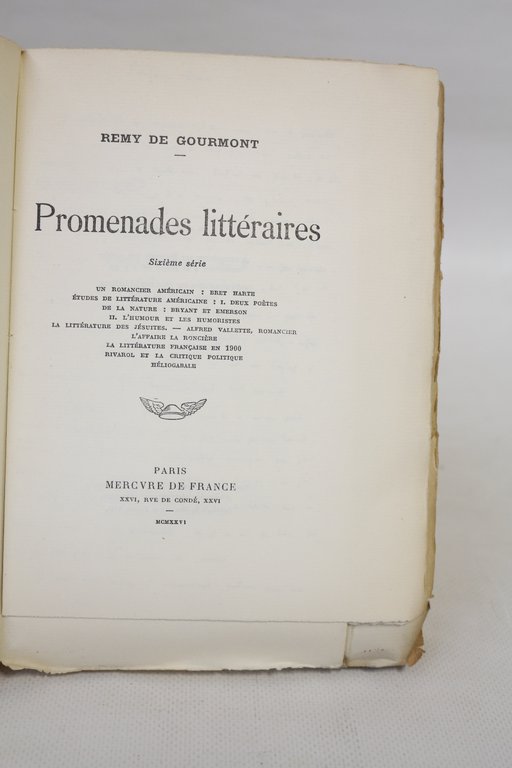 REMY DE GOURMONT
Promenades littéraires
Sixième série
UN ROMANCIER AMÉRICAIN : BRET HARTE
ÉTUDES DE LITTÉRATURE AMÉRICAINE : I. DEUX POÈTES
DE LA NATURE : BRYANT ET EMERSON
II. L'HUMOUR ET LES HUMORISTES
LA LITTÉRATURE DES JÉSUITES. — ALFRED VALLETTE, ROMANCIER
L'AFFAIRE LA RONCIÈRE
LA LITTÉRATURE FRANÇAISE EN 1900
RIVAROL ET LA CRITIQUE POLITIQUE
HÉLIOGABALE
PARIS
MERCVRE DE FRANCE
XXVI, RVE DE CONDÉ, XXVI
MCMXXVI